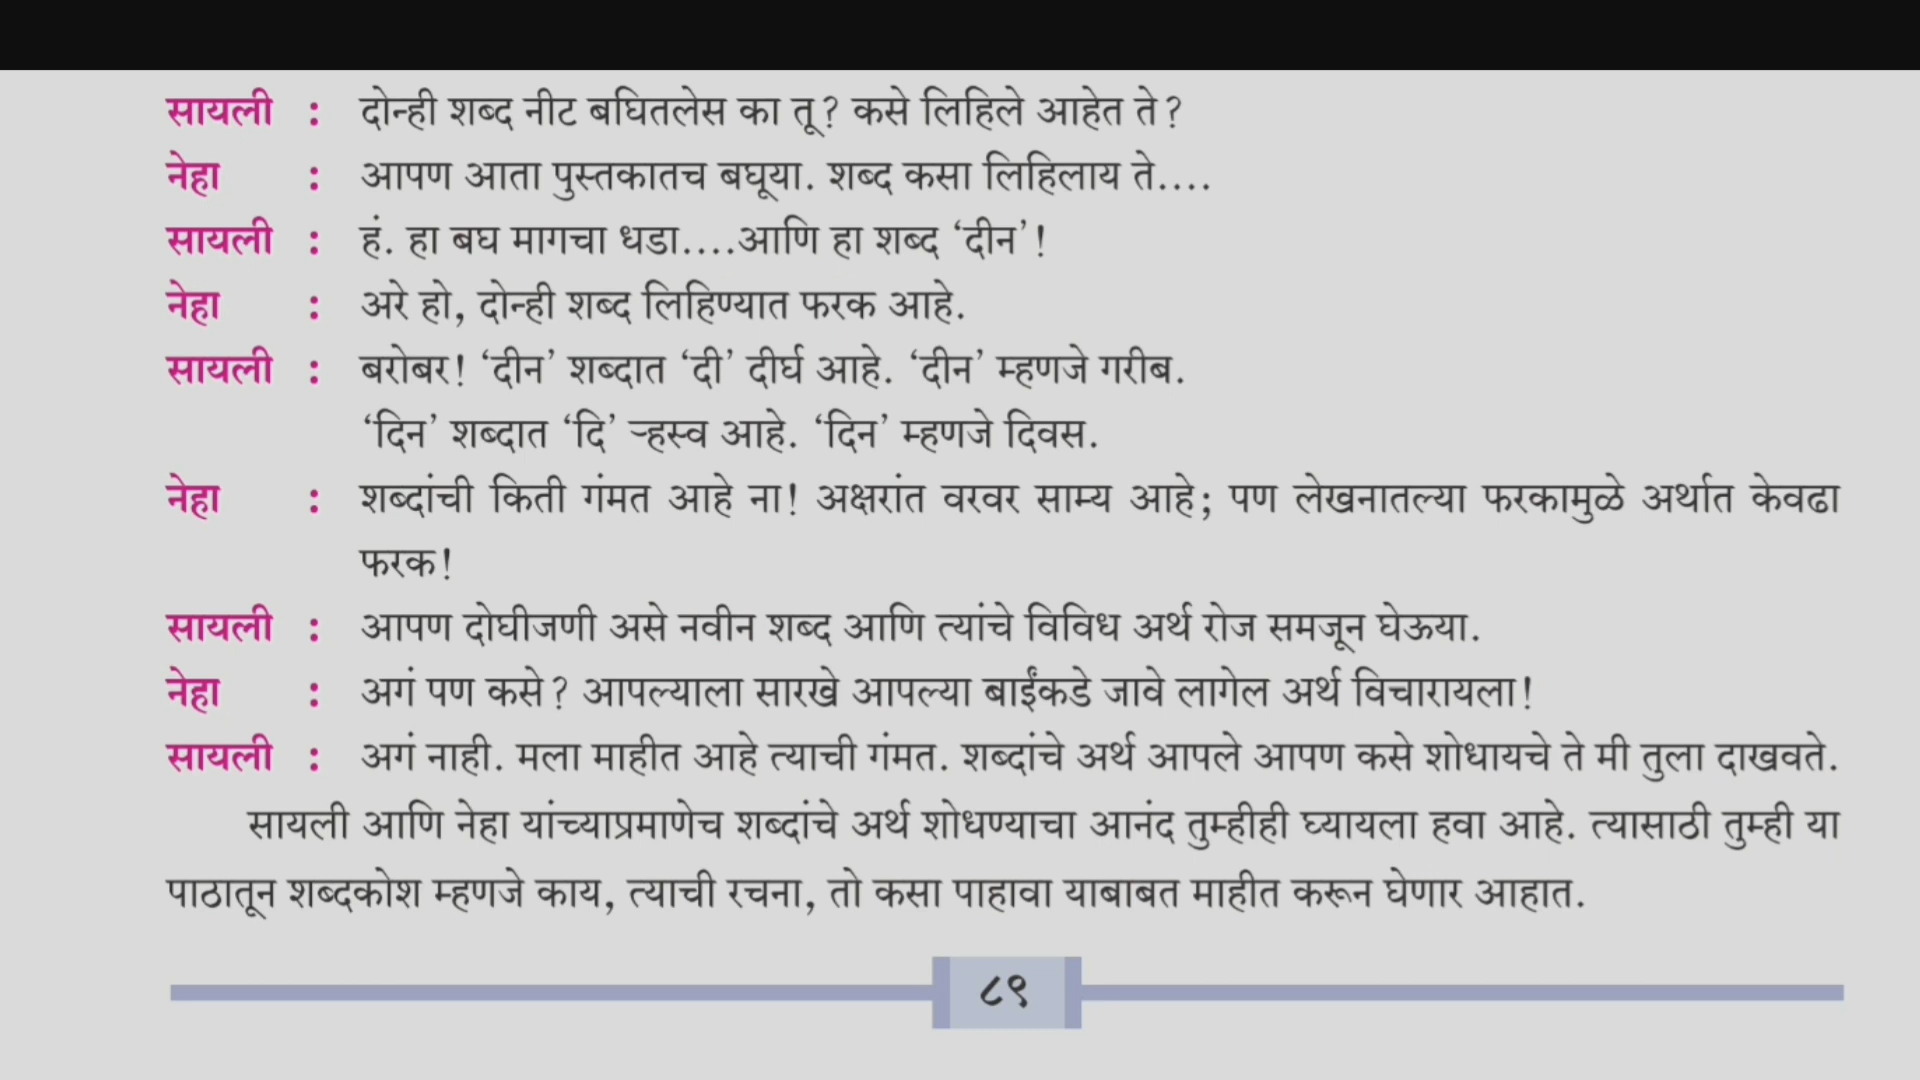 सायली : दोन्ही शब्द नीट बघितलेस का तू? कसे लिहिले आहेत ते?
नेहा : आपण आता पुस्तकातच बघूया. शब्द कसा लिहिलाय ते....
सायली : हं. हा बघ मागचा धडा....आणि हा शब्द ‘दीन’!
नेहा : अरे हो, दोन्ही शब्द लिहिण्यात फरक आहे.
सायली : बरोबर! ‘दीन’ शब्दात ‘दी’ दीर्घ आहे. ‘दीन’ म्हणजे गरीब.
‘दिन’ शब्दात ‘दि’ ऱ्हस्व आहे. ‘दिन’ म्हणजे दिवस.
नेहा : शब्दांची किती गंमत आहे ना! अक्षरांत वरवर साम्य आहे; पण लेखनातल्या फरकामुळे अर्थात केवढा
फरक!
सायली : आपण दोघीजणी असे नवीन शब्द आणि त्यांचे विविध अर्थ रोज समजून घेऊया.
नेहा : अगं पण कसे? आपल्याला सारखे आपल्या बाईंकडे जावे लागेल अर्थ विचारायला!
सायली : अगं नाही. मला माहीत आहे त्याची गंमत. शब्दांचे अर्थ आपले आपण कसे शोधायचे ते मी तुला दाखवते.
सायली आणि नेहा यांच्याप्रमाणेच शब्दांचे अर्थ शोधण्याचा आनंद तुम्हीही घ्यायला हवा आहे. त्यासाठी तुम्ही या
पाठातून शब्दकोश म्हणजे काय, त्याची रचना, तो कसा पाहावा याबाबत माहीत करून घेणार आहात.
८९